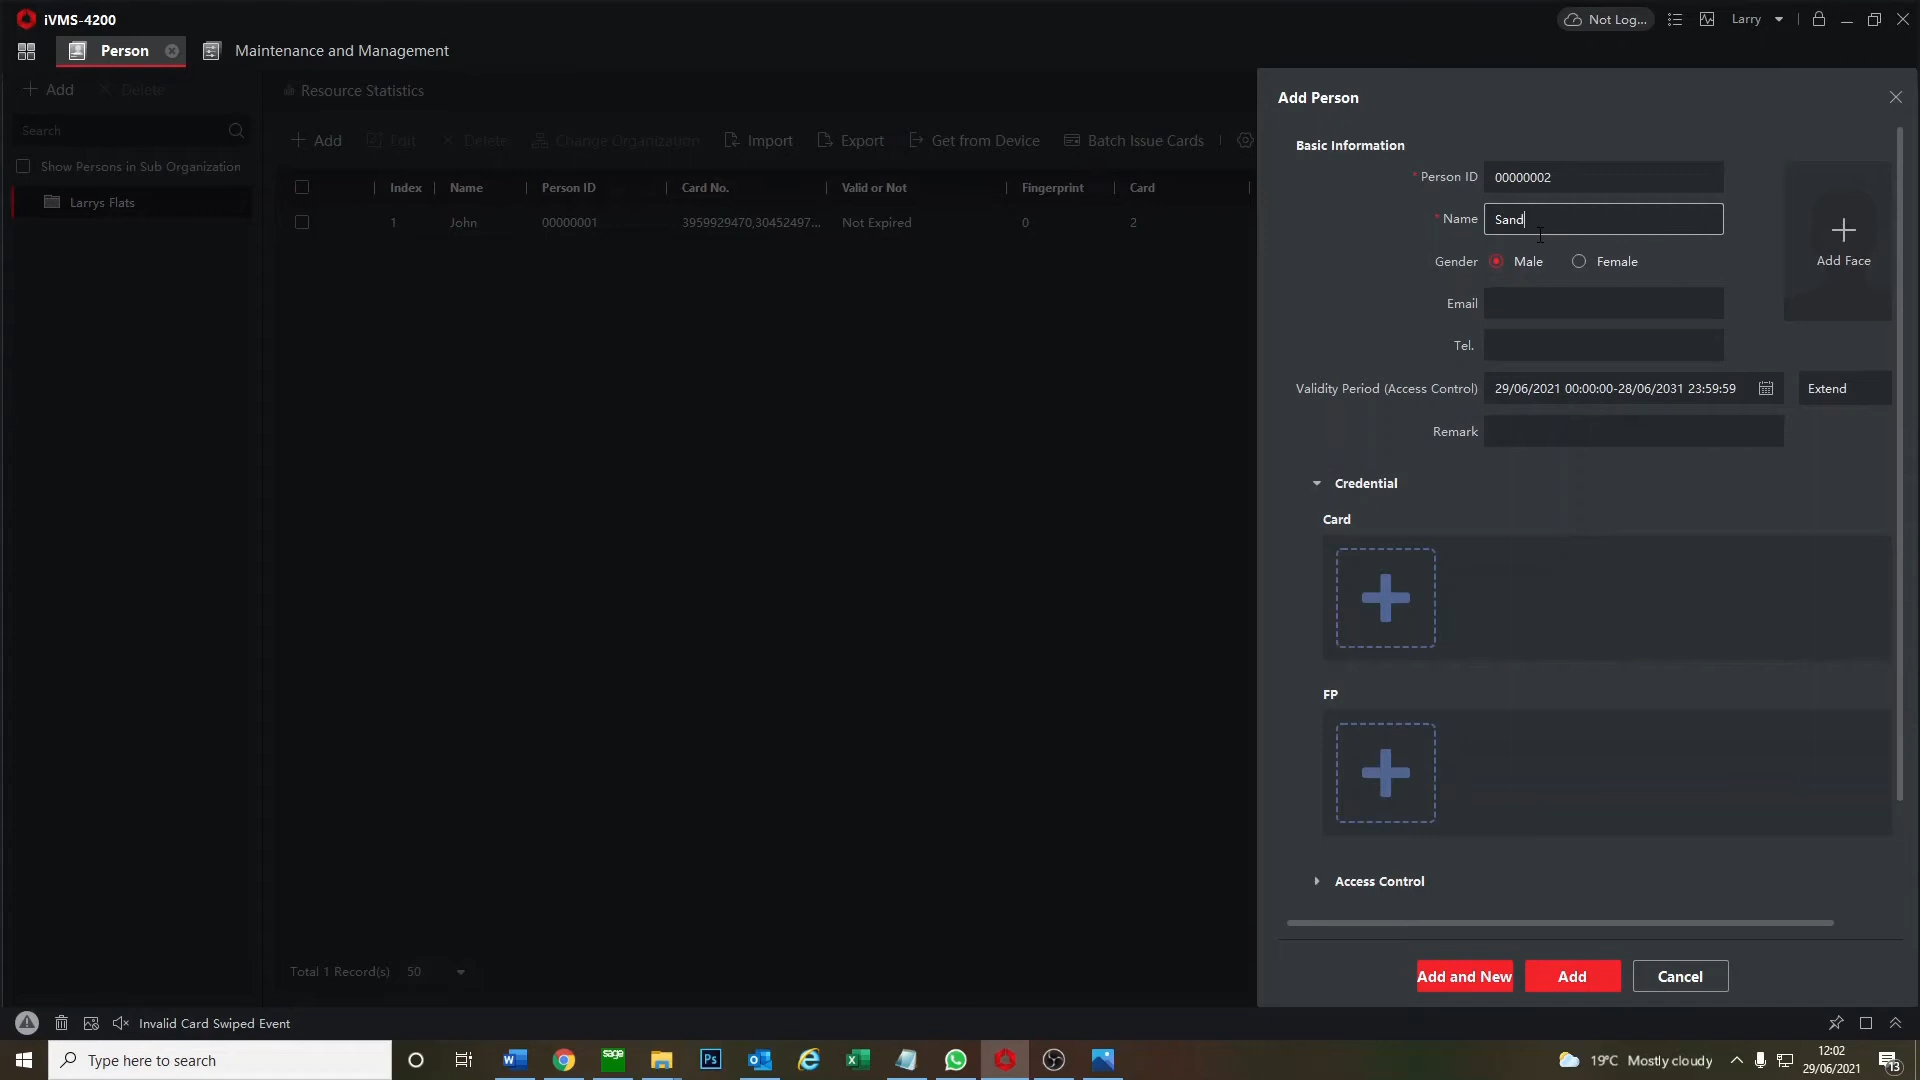 iVMS-4200
Not Log...
Larry
Person
Maintenance and Management
Add
Delete
Search
Show Persons in Sub Organization
Larrys Flats
Resource Statistics
Add
Edit
Delete
Change Organization
Import
Export
Get from Device
Batch Issue Cards
Index
Name
Person ID
Card No.
Valid or Not
Fingerprint
Card
1
John
00000001
3959929470,30452497...
Not Expired
0
2
Total 1 Record(s)
50
Add Person
Basic Information
* Person ID
00000002
* Name
Sand
Gender
Male
Female
Email
Tel.
Validity Period (Access Control)
29/06/2021 00:00:00-28/06/2031 23:59:59
Extend
Remark
Add Face
Credential
Card
FP
Access Control
Add and New
Add
Cancel
Invalid Card Swiped Event
Type here to search
sage
Ps
19°C Mostly cloudy
12:02
29/06/2021
13